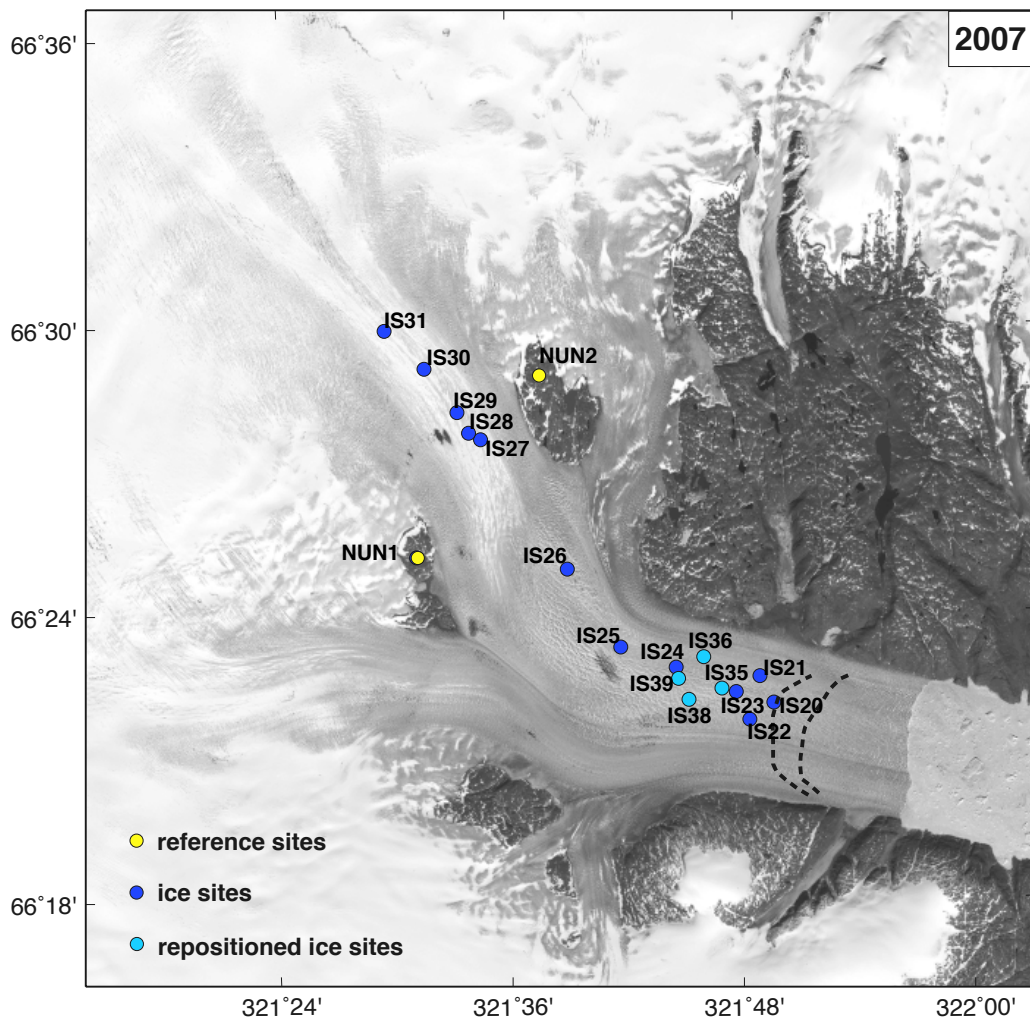 2007
66°36'
66°30'
66°24'
66°18'
IS31
IS30
NUN2
IS29
IS28
IS27
NUN1
IS26
IS25
IS36
IS24
IS35
IS21
IS39
IS23
IS20
IS38
IS22
reference sites
ice sites
repositioned ice sites
321°24'
321°36'
321°48'
322°00'